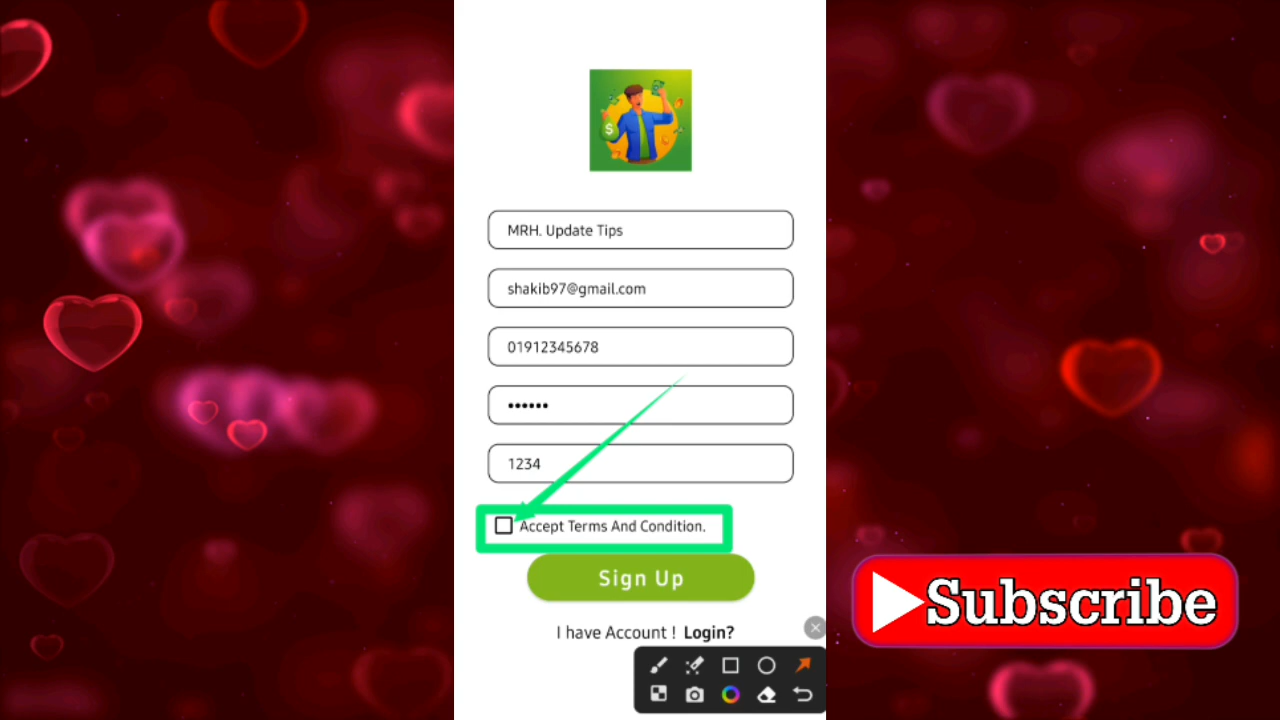 $
MRH. Update Tips
shakib97@gmail.com
01912345678
••••••
1234
Accept Terms And Condition.
Sign Up
I have Account ! Login?
Subscribe